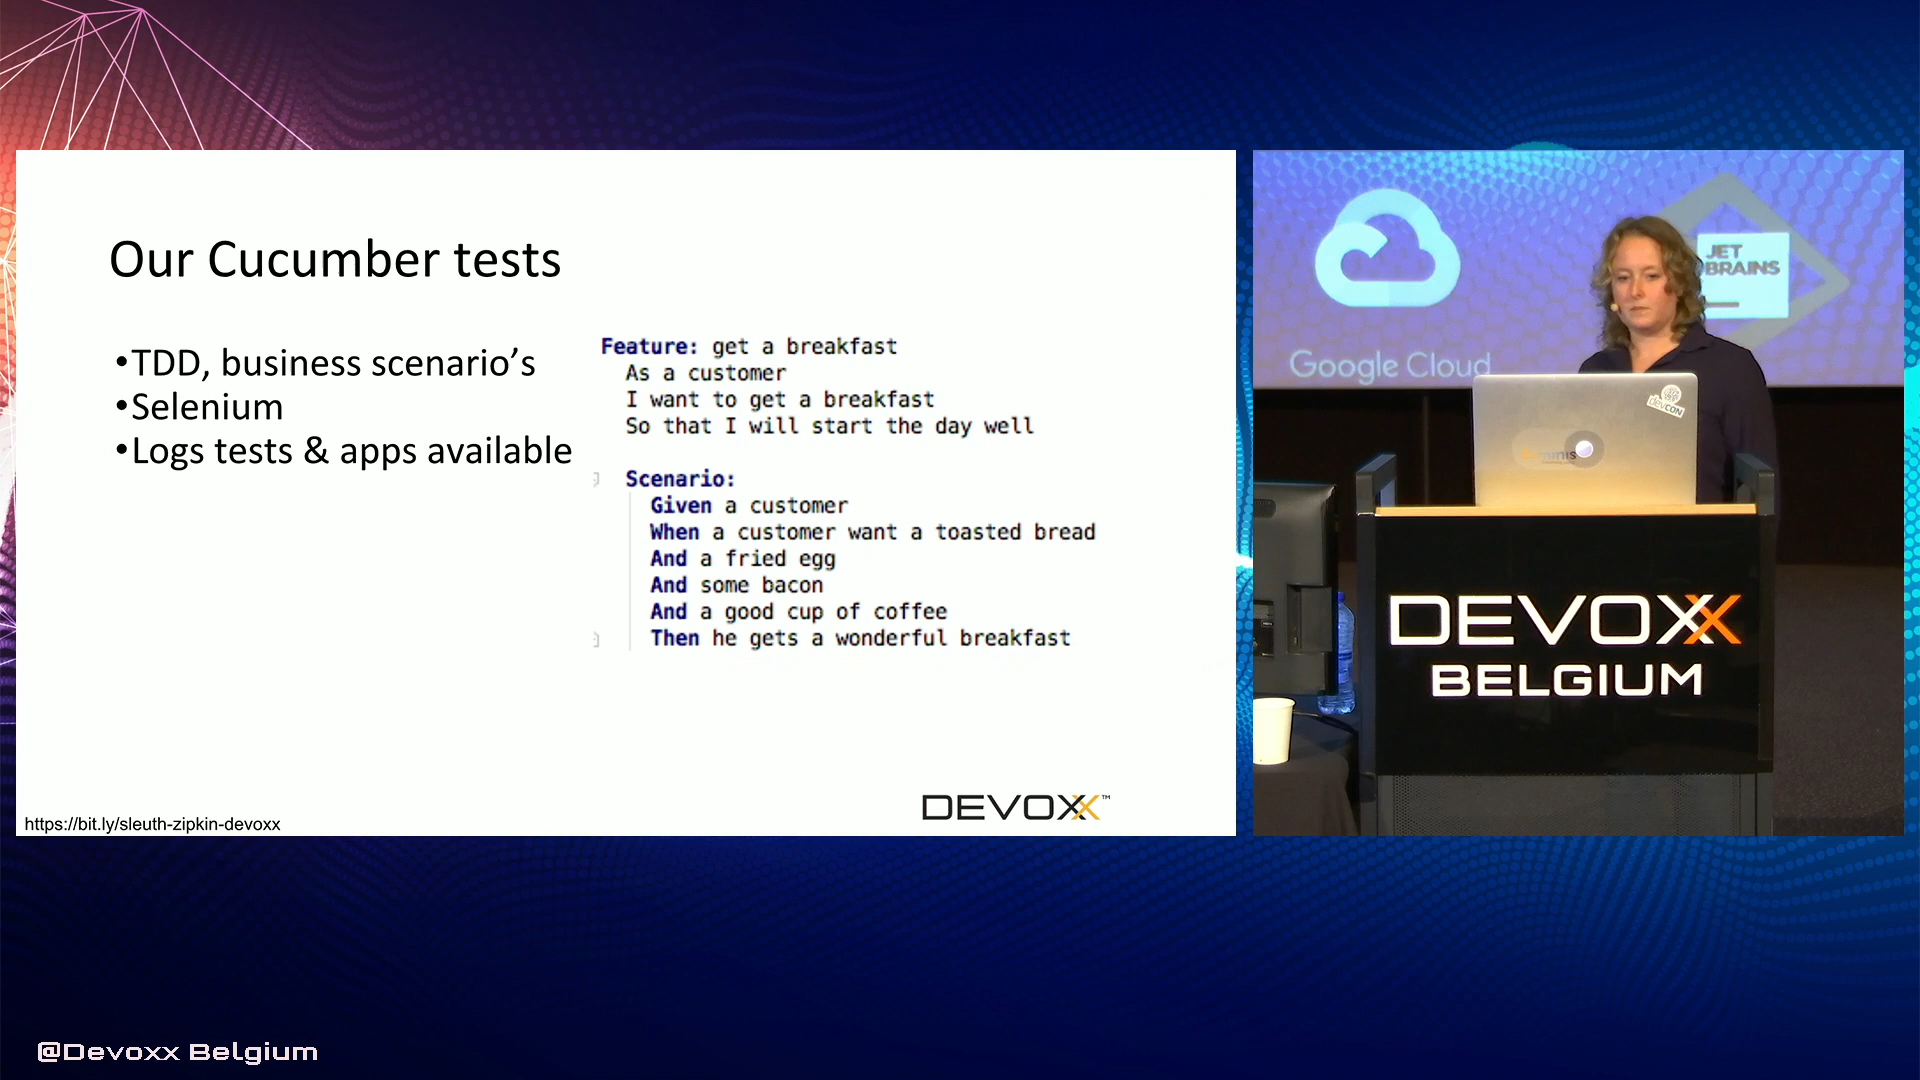 Our Cucumber tests
•TDD, business scenario’s
•Selenium
•Logs tests & apps available
Feature: get a breakfast
As a customer
I want to get a breakfast
So that I will start the day well
Scenario:
Given a customer
When a customer want a toasted bread
And a fried egg
And some bacon
And a good cup of coffee
Then he gets a wonderful breakfast
DEVOXX™
https://bit.ly/sleuth-zipkin-devoxx
Google Cloud
JET
BRAINS
devcon
DEVOXX
BELGIUM
@Devoxx Belgium